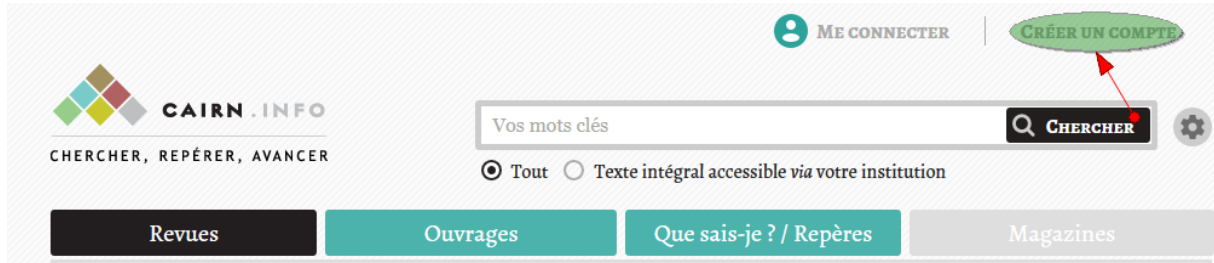 ME CONNECTER
CRÉER UN COMPTE
CAIRN.INFO
CHERCHER, REPÉRER, AVANCER
Vos mots clés
CHERCHER
Tout
Texte intégral accessible via votre institution
Revues
Ouvrages
Que sais-je ? / Repères
Magazines